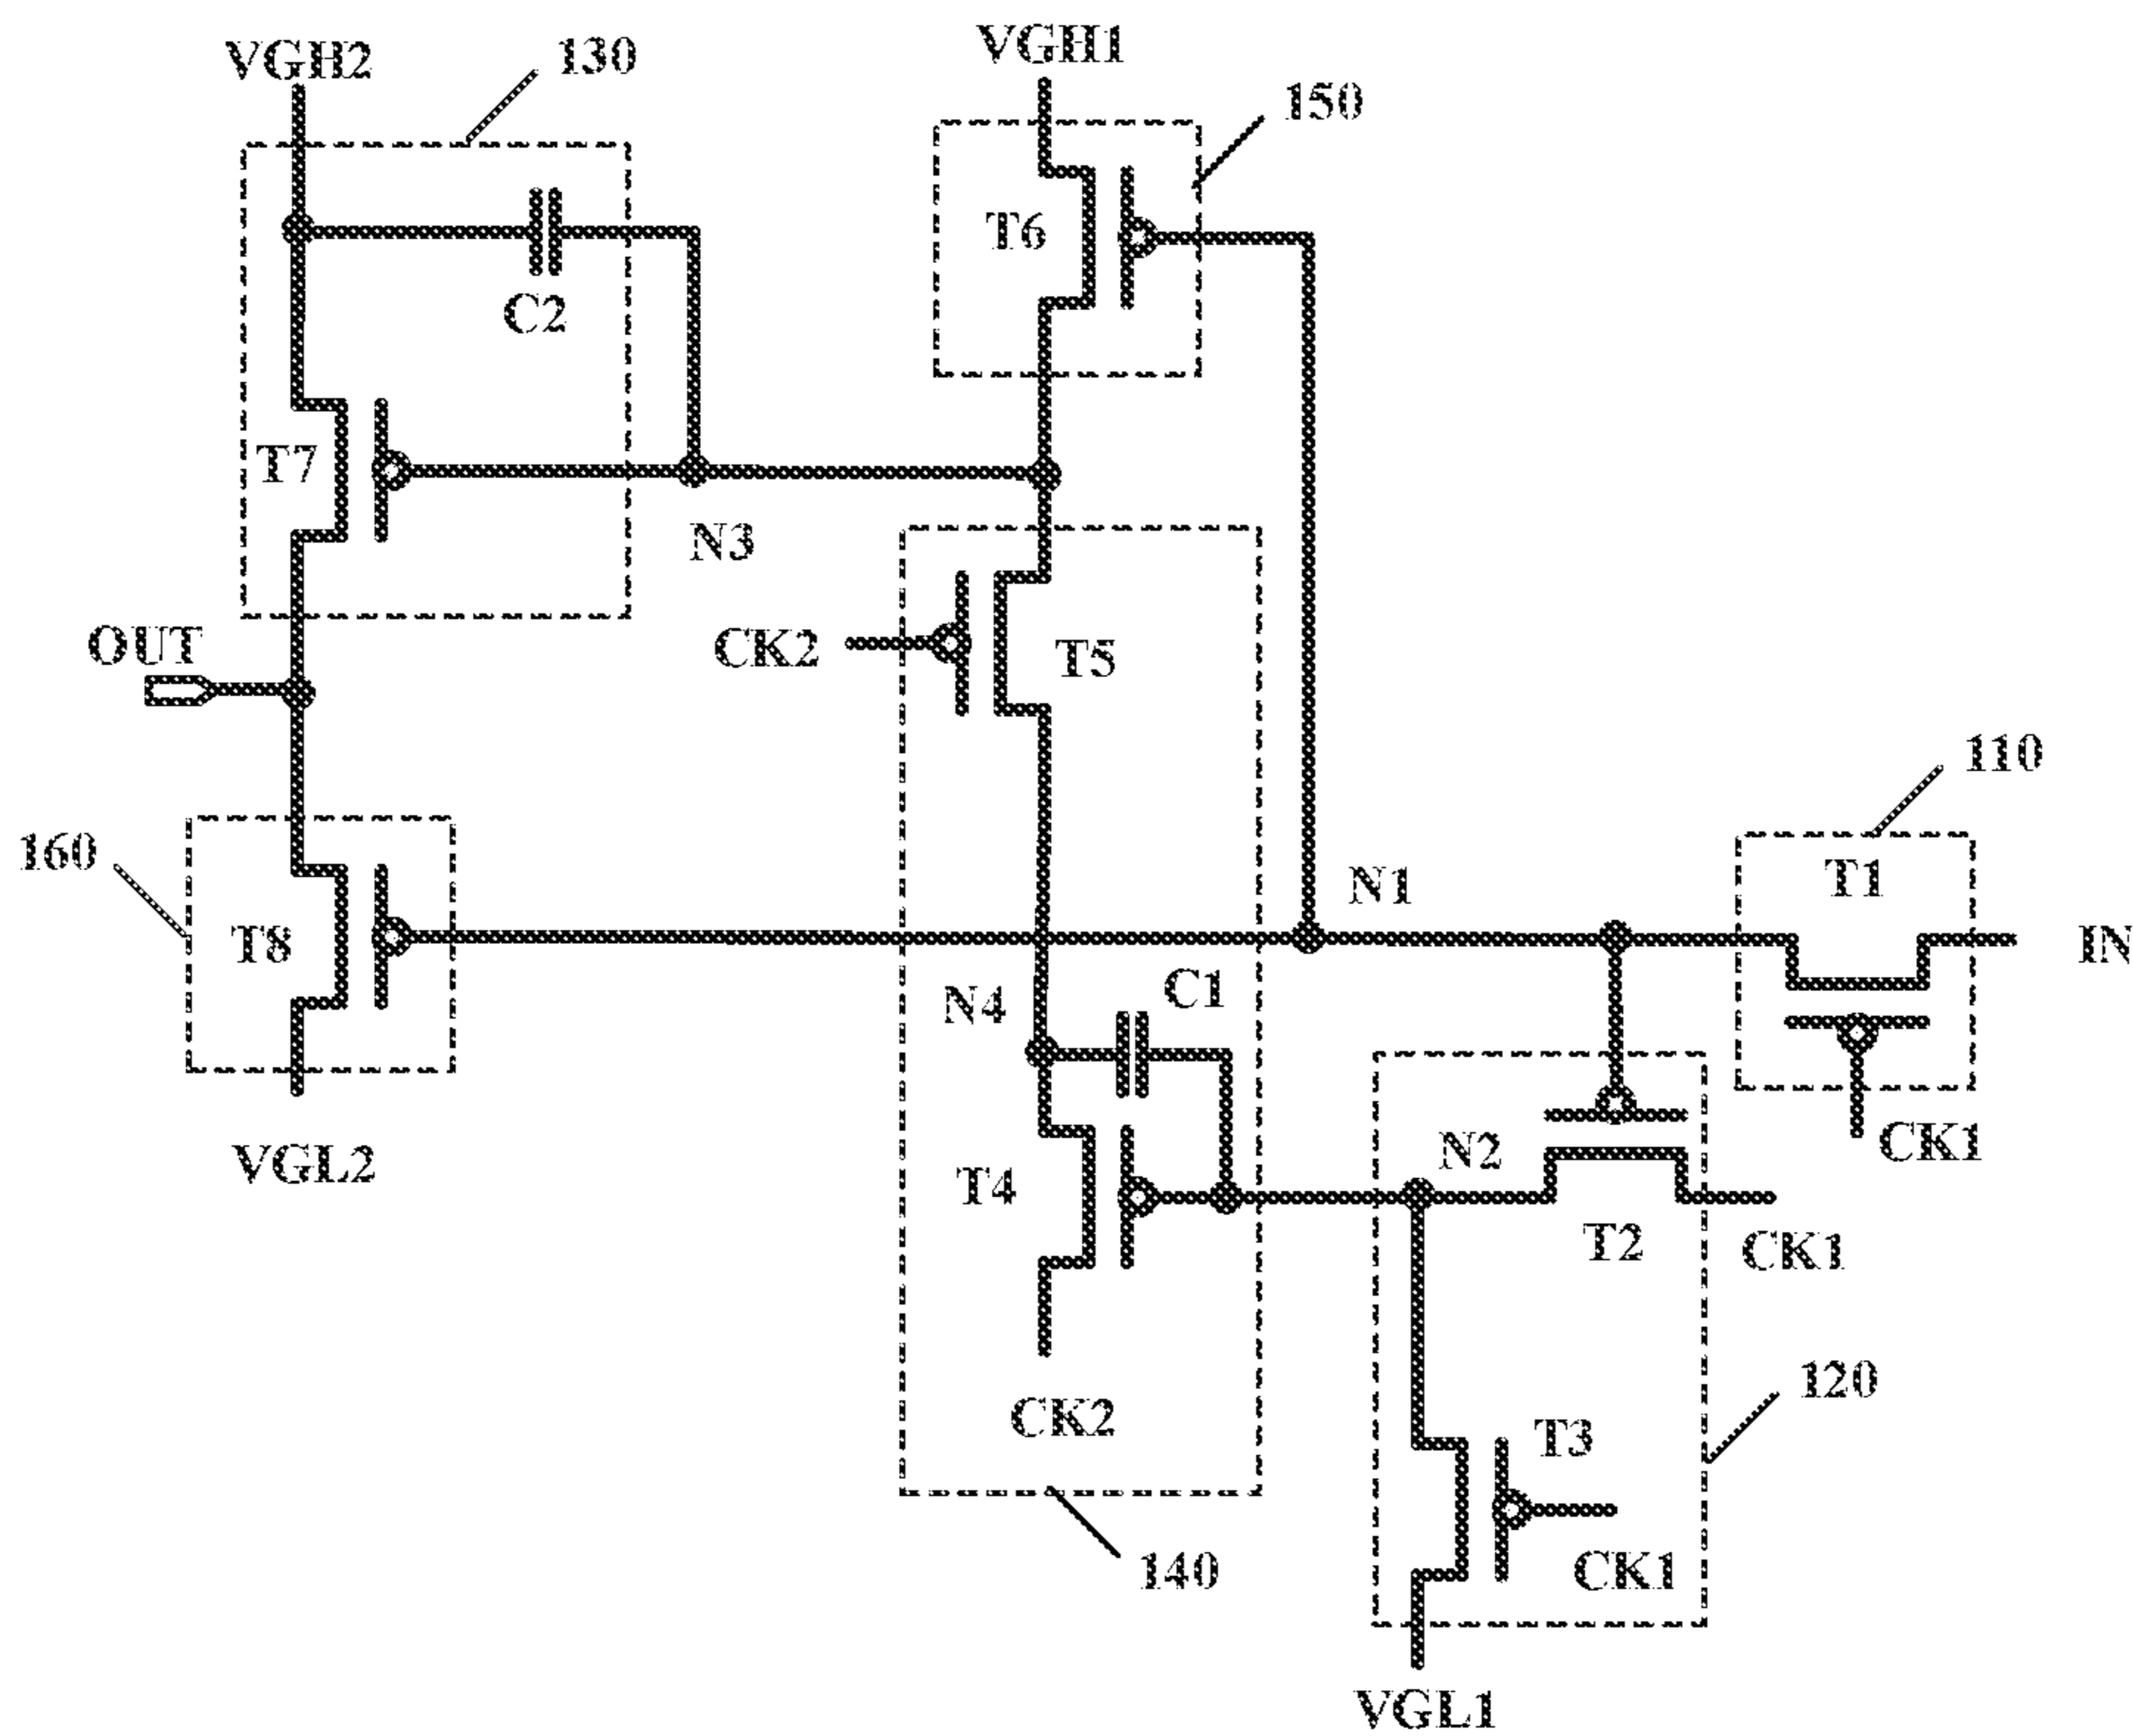 VGH2
130
VGH1
150
T6
C2
T7
N3
OUT
CK2
T5
110
160
T1
N1
T8
IN
C1
N4
CK1
N2
VGL2
T4
T2
CK1
120
CK2
T3
140
CK1
VGL1